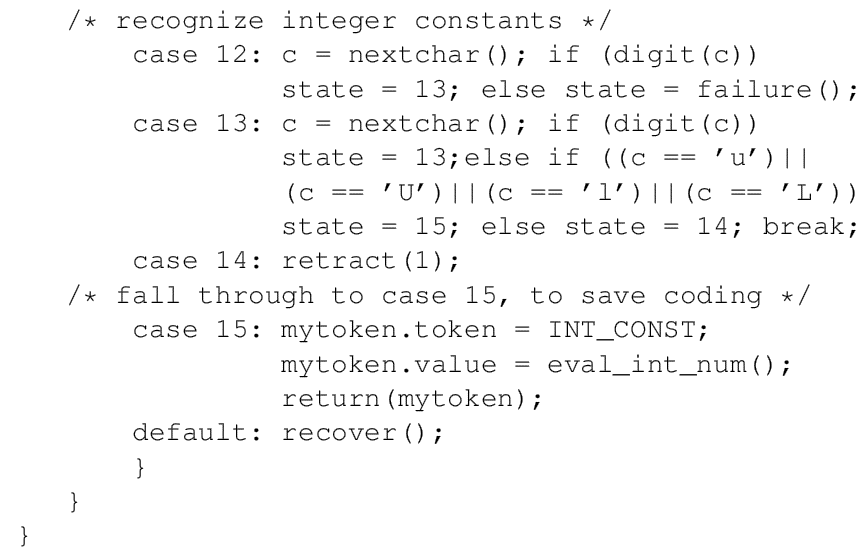 /* recognize integer constants */
case 12: c = nextchar(); if (digit(c))
state = 13; else state = failure();
case 13: c = nextchar(); if (digit(c))
state = 13;else if ((c == 'u')||
(c == 'U')||(c == 'l')||(c == 'L'))
state = 15; else state = 14; break;
case 14: retract(1);
/* fall through to case 15, to save coding */
case 15: mytoken.token = INT_CONST;
mytoken.value = eval_int_num();
return(mytoken);
default: recover();
}
}
}